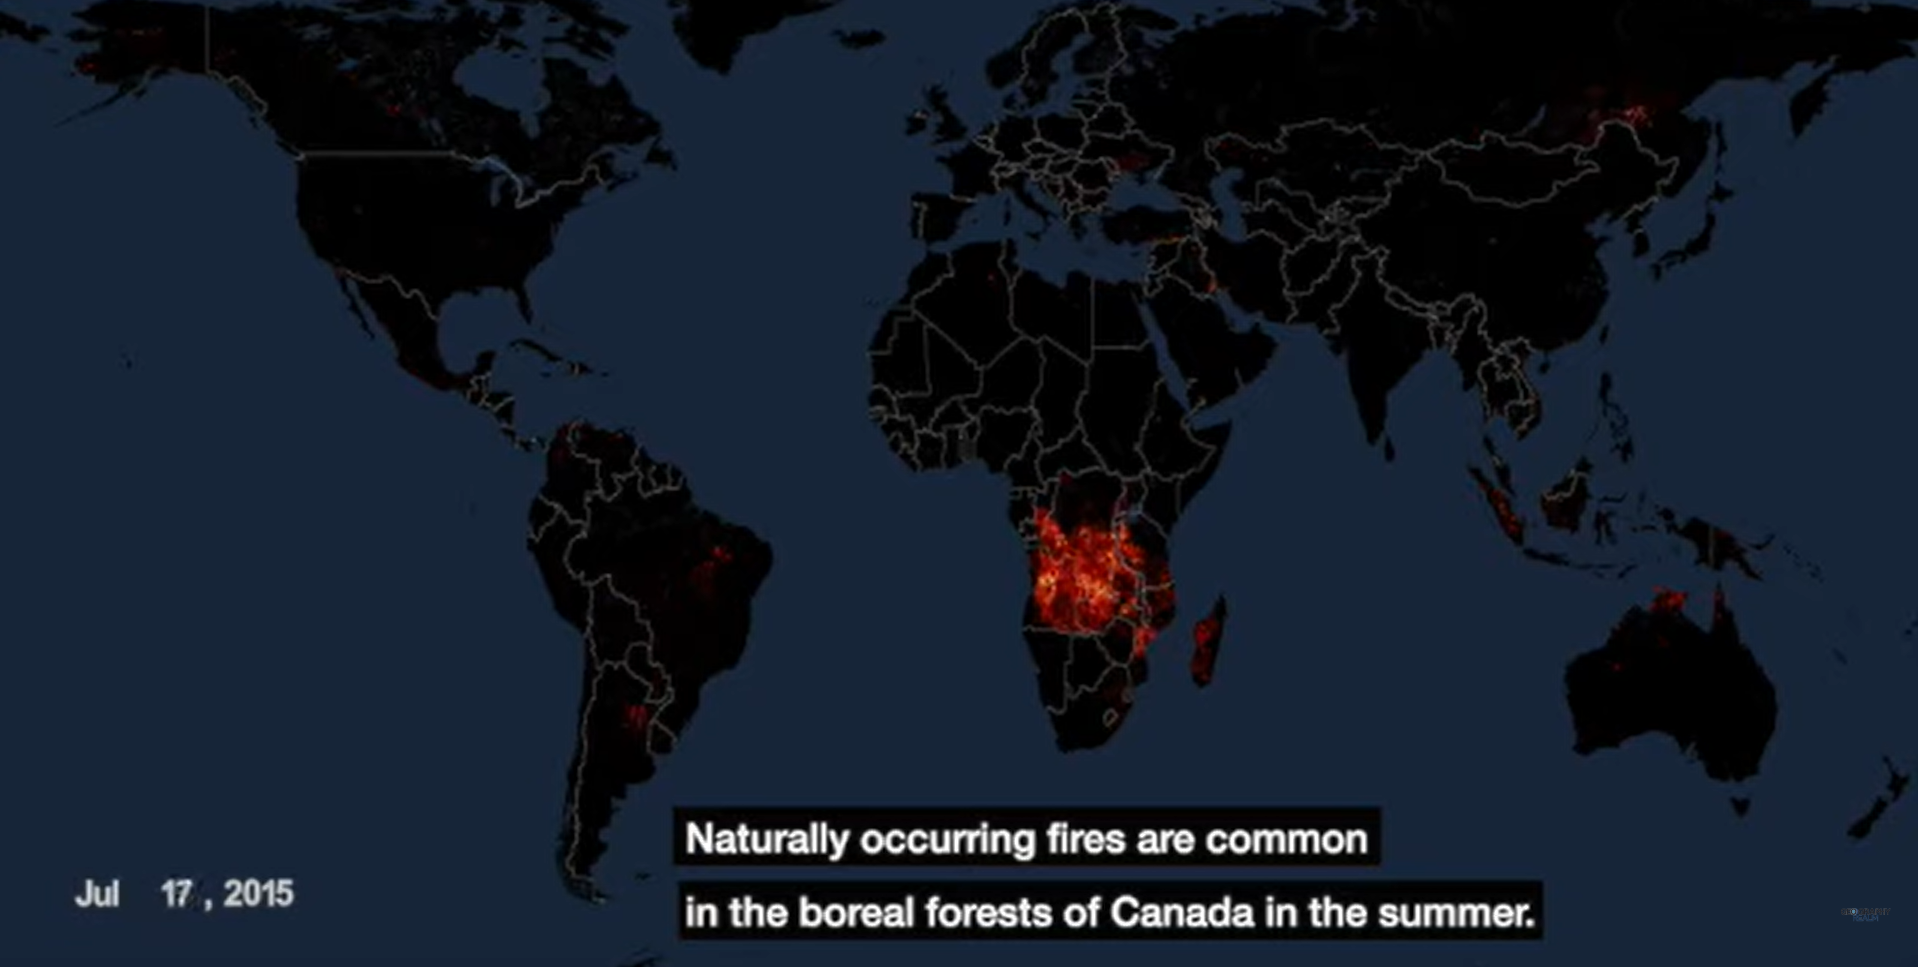 Naturally occurring fires are common
in the boreal forests of Canada in the summer.
Jul 17, 2015